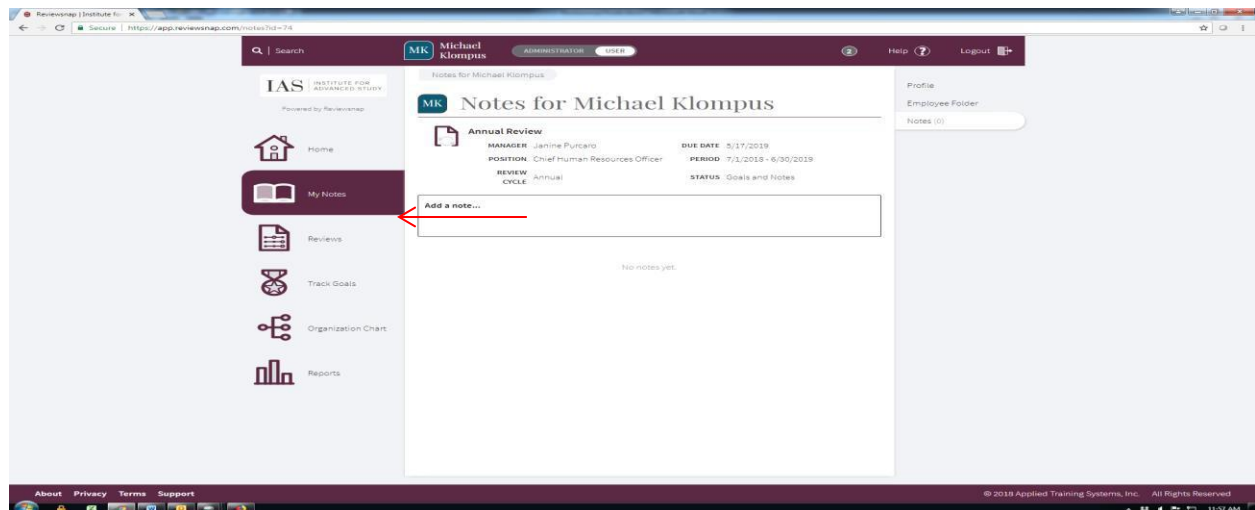 Reviewsnap | Institute fo
Secure | https://app.reviewsnap.com/notes?id=74
Search
MK
Michael
Klompus
ADMINISTRATOR USER
2
Help ?
Logout
IAS INSTITUTE FOR
ADVANCED STUDY
Powered by Reviewsnap
Home
My Notes
Reviews
Track Goals
Organization Chart
Reports
Notes for Michael Klompus
MK Notes for Michael Klompus
Annual Review
MANAGER Janine Purcaro DUE DATE 5/17/2019
POSITION Chief Human Resources Officer PERIOD 7/1/2018 - 6/30/2019
REVIEW
CYCLE Annual STATUS Goals and Notes
Add a note...
No notes yet.
Profile
Employee Folder
Notes (0)
About Privacy Terms Support
© 2018 Applied Training Systems, Inc. All Rights Reserved
11:57 AM